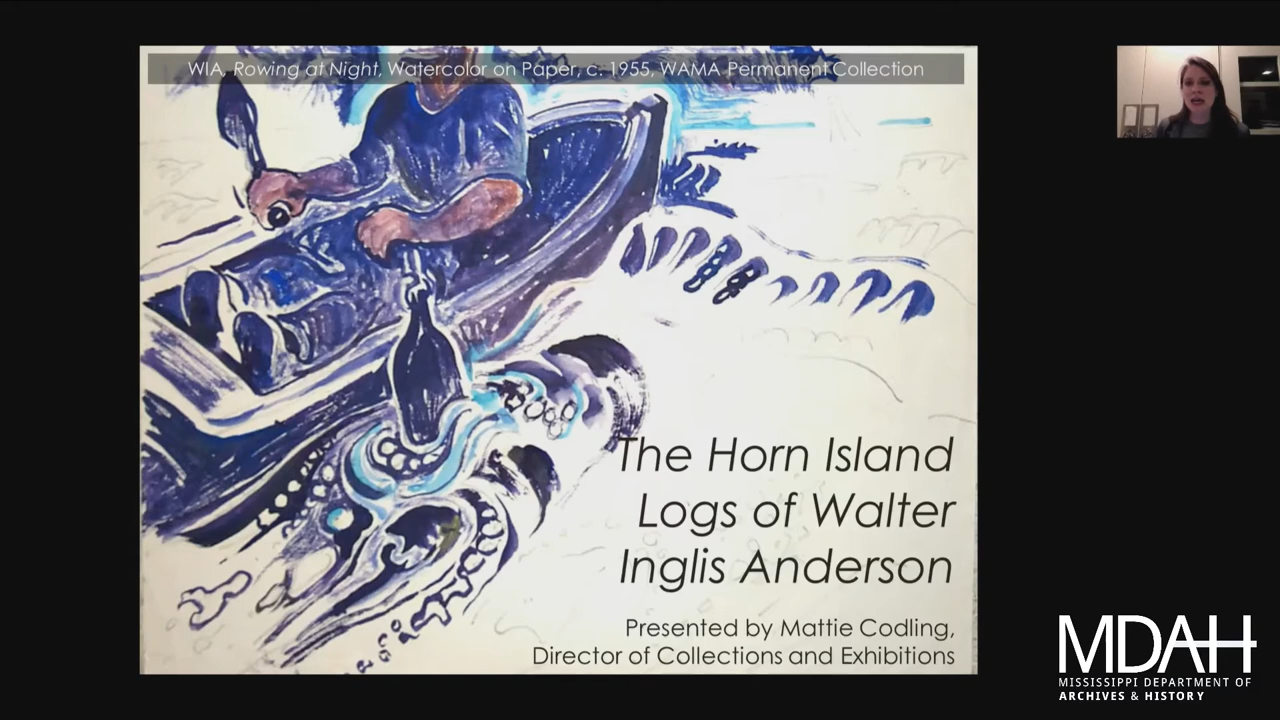 WIA, Rowing at Night, Watercolor on Paper, c. 1955, WAMA Permanent Collection
The Horn Island
Logs of Walter
Inglis Anderson
Presented by Mattie Codling,
Director of Collections and Exhibitions
MDAH
MISSISSIPPI DEPARTMENT OF
ARCHIVES & HISTORY